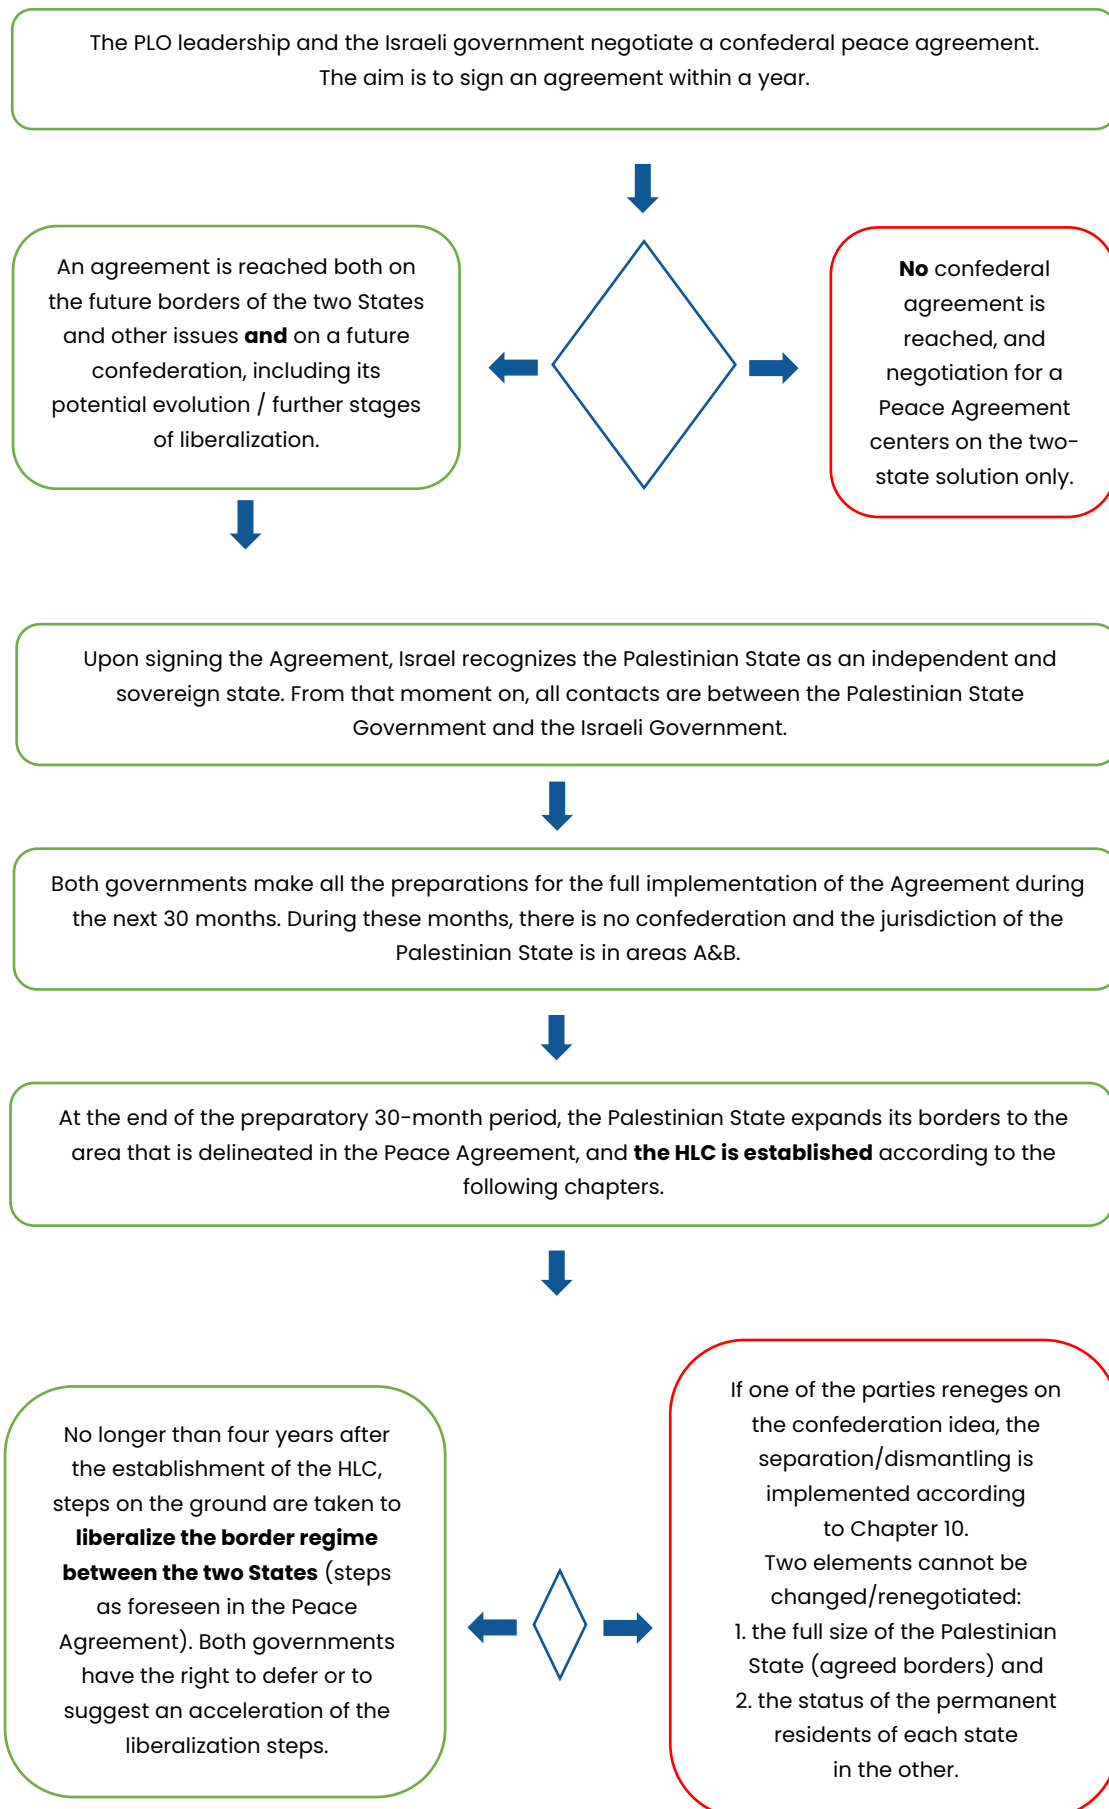 The PLO leadership and the Israeli government negotiate a confederal peace agreement.
The aim is to sign an agreement within a year.
An agreement is reached both on
the future borders of the two States
and other issues and on a future
confederation, including its
potential evolution / further stages
of liberalization.
No confederal
agreement is
reached, and
negotiation for a
Peace Agreement
centers on the two-
state solution only.
Upon signing the Agreement, Israel recognizes the Palestinian State as an independent and
sovereign state. From that moment on, all contacts are between the Palestinian State
Government and the Israeli Government.
Both governments make all the preparations for the full implementation of the Agreement during
the next 30 months. During these months, there is no confederation and the jurisdiction of the
Palestinian State is in areas A&B.
At the end of the preparatory 30-month period, the Palestinian State expands its borders to the
area that is delineated in the Peace Agreement, and the HLC is established according to the
following chapters.
No longer than four years after
the establishment of the HLC,
steps on the ground are taken to
liberalize the border regime
between the two States (steps
as foreseen in the Peace
Agreement). Both governments
have the right to defer or to
suggest an acceleration of the
liberalization steps.
If one of the parties reneges on
the confederation idea, the
separation/dismantling is
implemented according
to Chapter 10.
Two elements cannot be
changed/renegotiated:
1. the full size of the Palestinian
State (agreed borders) and
2. the status of the permanent
residents of each state
in the other.